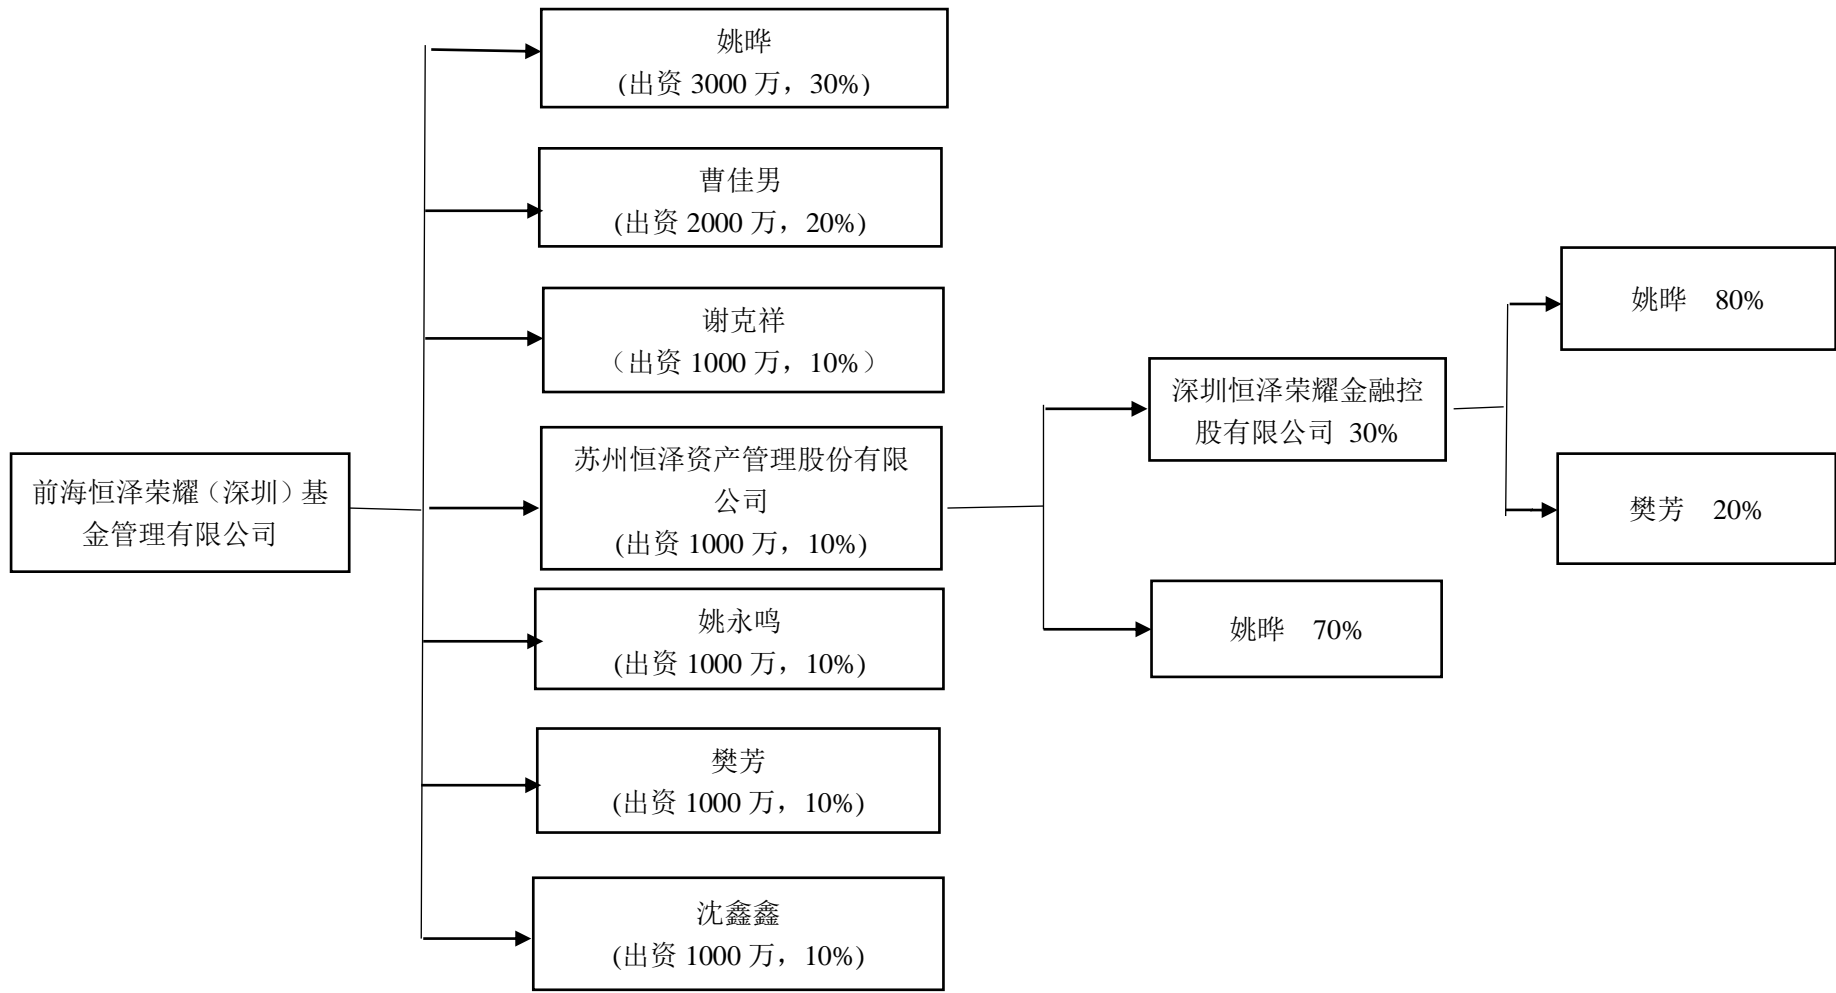 姚晔
(出资 3000 万，30%)
曹佳男
(出资 2000 万，20%)
谢克祥
（出资 1000 万，10%）
苏州恒泽资产管理股份有限
公司
(出资 1000 万，10%)
姚永鸣
(出资 1000 万，10%)
樊芳
(出资 1000 万，10%)
沈鑫鑫
(出资 1000 万，10%)
前海恒泽荣耀（深圳）基
金管理有限公司
深圳恒泽荣耀金融控
股有限公司 30%
姚晔 70%
姚晔 80%
樊芳 20%